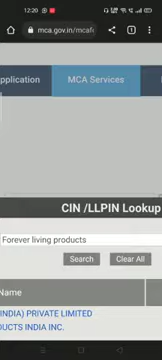 12:20
mca.gov.in/mcafo
1
pplication
MCA Services
CIN /LLPIN Lookup
Forever living products
Search
Clear All
Name
INDIA) PRIVATE LIMITED
DUCTS INDIA INC.